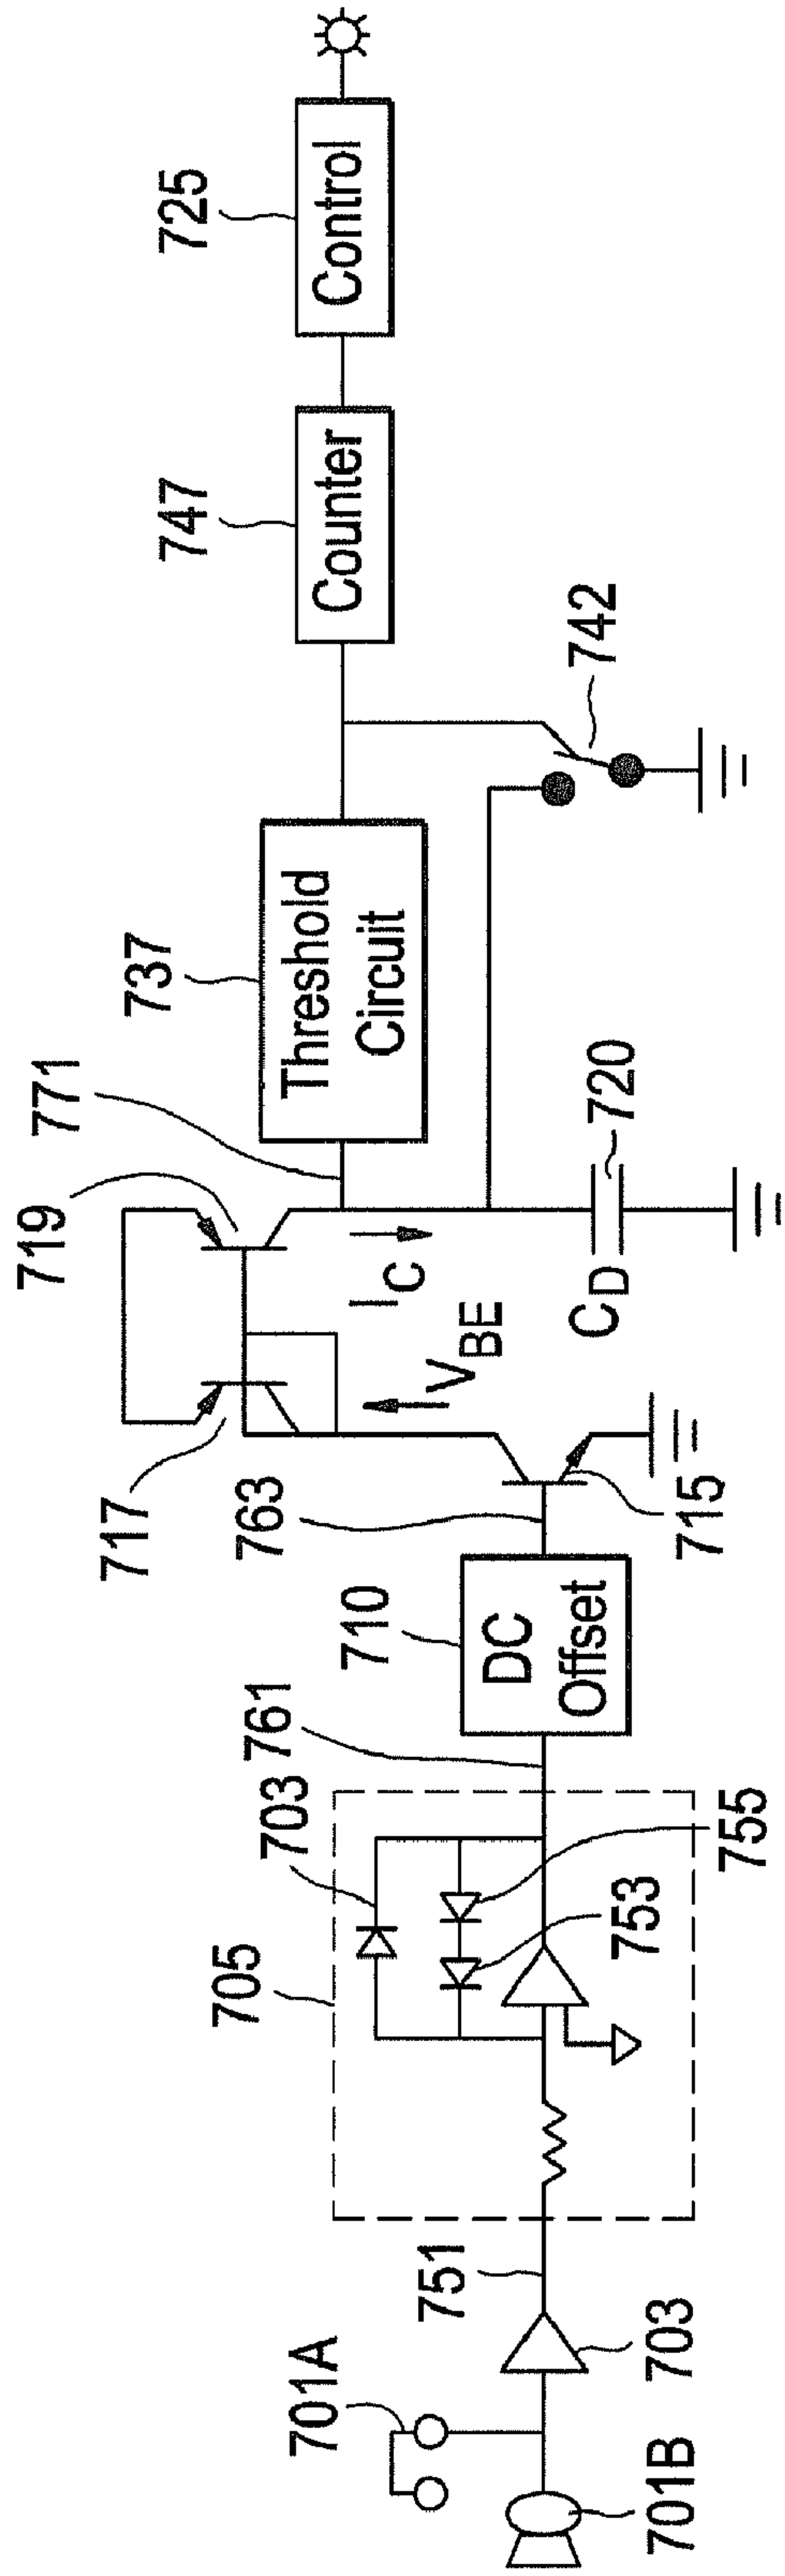 701A
701B
703
751
705
703
753
755
761
DC
Offset
710
763
715
717
719
V_BE
I_C
C_D
720
771
Threshold
Circuit
737
742
Counter
747
Control
725